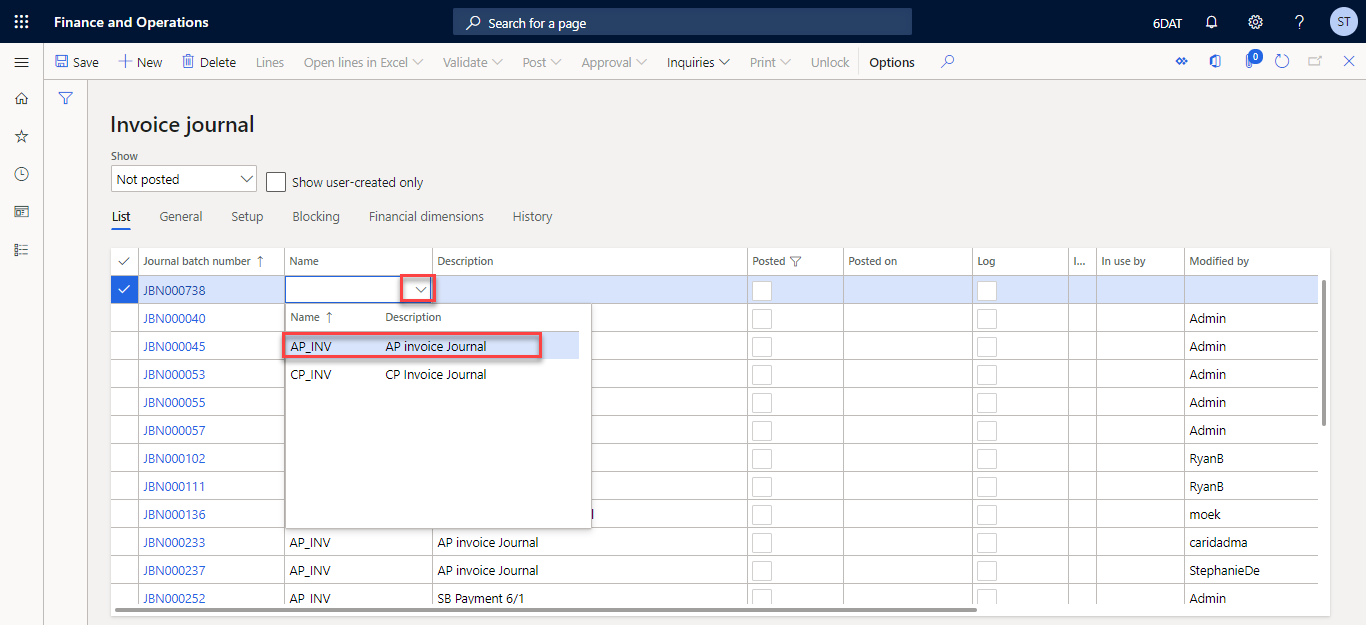 Finance and Operations Search for a page 6DAT ? ST
Save New Delete Lines Open lines in Excel Validate Post Approval Inquiries Print Unlock Options 0
Invoice journal
Show
Not posted Show user-created only
List General Setup Blocking Financial dimensions History
Journal batch number ↑ Name Description Posted Posted on Log I... In use by Modified by
JBN000738
Name ↑ Description
JBN000040 Admin
JBN000045 AP_INV AP invoice Journal Admin
JBN000053 CP_INV CP Invoice Journal Admin
JBN000055 Admin
JBN000057 Admin
JBN000102 RyanB
JBN000111 RyanB
JBN000136 moek
JBN000233 AP_INV AP invoice Journal caridadma
JBN000237 AP_INV AP invoice Journal StephanieDe
JBN000252 AP_INV SB Payment 6/1 Admin